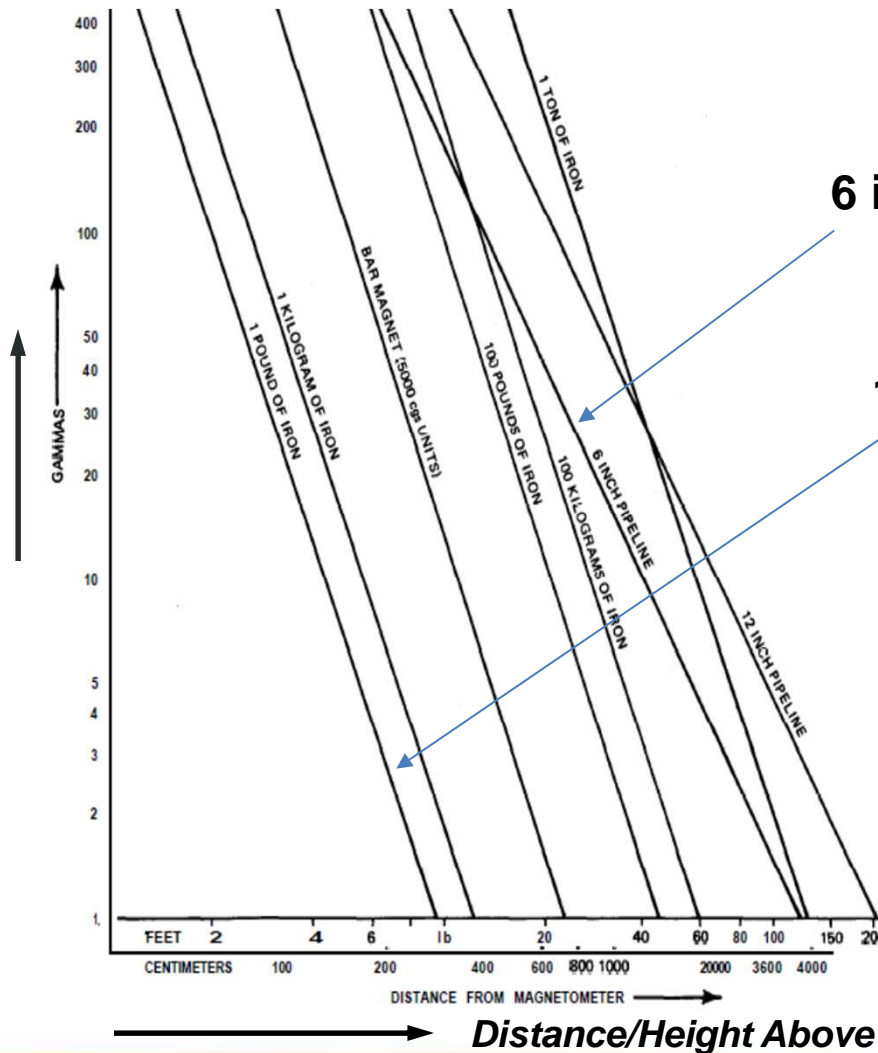 400
300
200
100
50
40
30
20
10
5
4
3
2
1.
GAMMAS
1 POUND OF IRON
1 KILOGRAM OF IRON
BAR MAGNET (5000 cgs UNITS)
100 POUNDS OF IRON
100 KILOGRAMS OF IRON
6 INCH PIPELINE
1 TON OF IRON
12 INCH PIPELINE
6 i
1
FEET 2 4 6 lb 20 40 60 80 100 150 20
CENTIMETERS 100 200 400 600 800 1000 20000 3600 4000
DISTANCE FROM MAGNETOMETER
Distance/Height Above